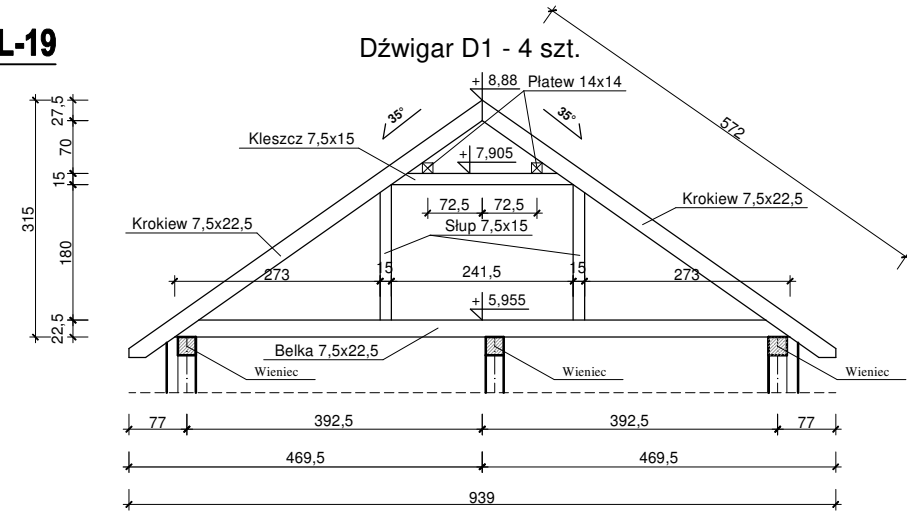 L-19
Dźwigar D1 - 4 szt.
572
+ 8,88
Płatew 14x14
35°
35°
27,5
70
15
180
22,5
315
Kleszcz 7,5x15
+ 7,905
72,5
72,5
Krokiew 7,5x22,5
Krokiew 7,5x22,5
Słup 7,5x15
273
15
241,5
15
273
+ 5,955
Belka 7,5x22,5
Wieniec
Wieniec
Wieniec
77
392,5
392,5
77
469,5
469,5
939